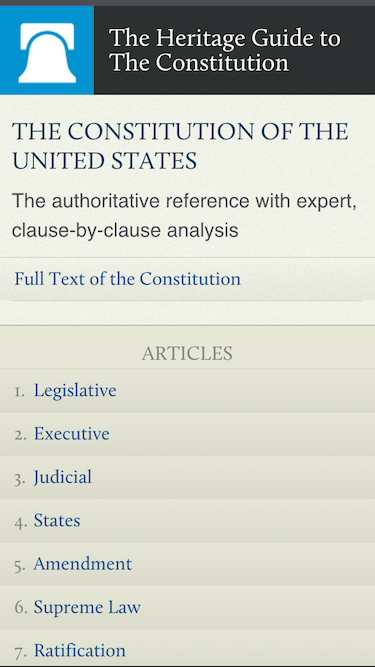 The Heritage Guide to
The Constitution
THE CONSTITUTION OF THE
UNITED STATES
The authoritative reference with expert,
clause-by-clause analysis
Full Text of the Constitution
ARTICLES
1. Legislative
2. Executive
3. Judicial
4. States
5. Amendment
6. Supreme Law
7. Ratification